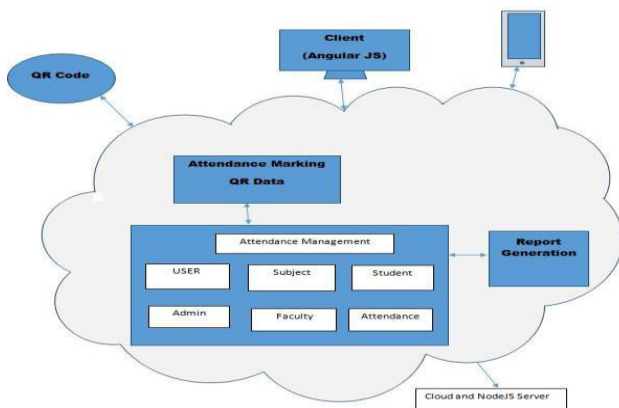 Client
(Angular JS)
QR Code
Attendance Marking
QR Data
Attendance Management
USER
Subject
Student
Admin
Faculty
Attendance
Report
Generation
Cloud and NodeJS Server